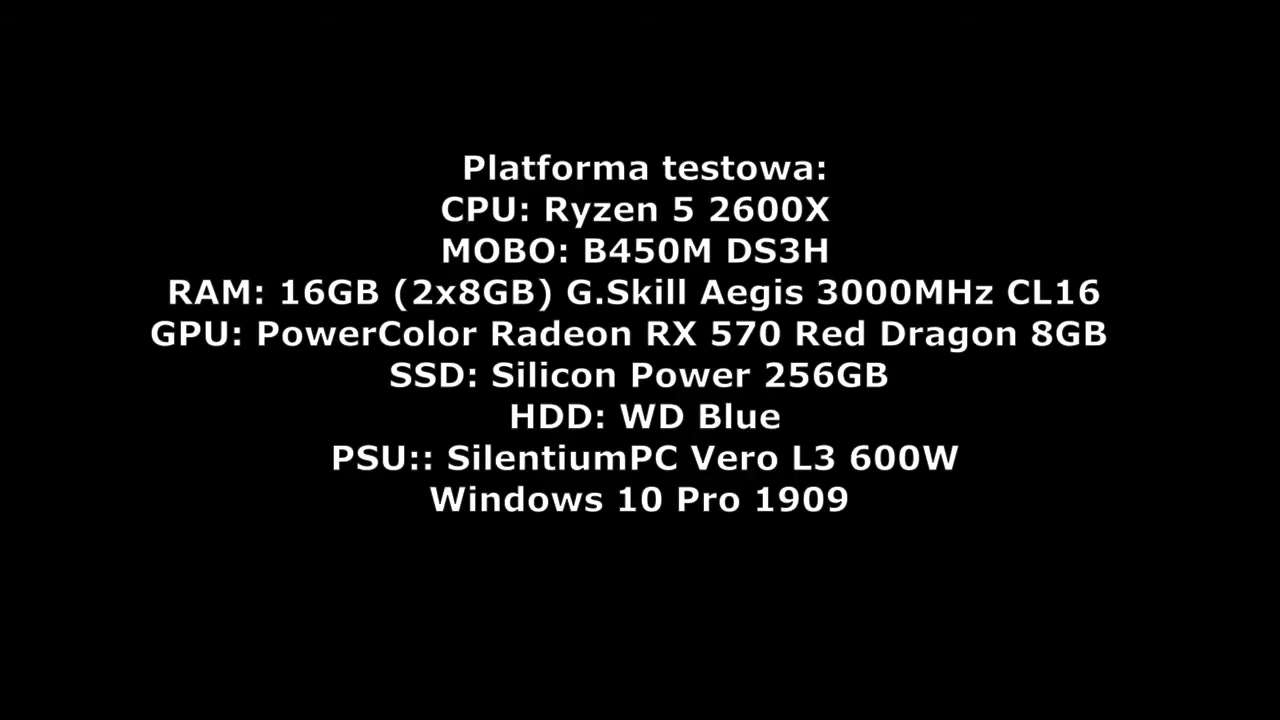 Platforma testowa:
CPU: Ryzen 5 2600X
MOBO: B450M DS3H
RAM: 16GB (2x8GB) G.Skill Aegis 3000MHz CL16
GPU: PowerColor Radeon RX 570 Red Dragon 8GB
SSD: Silicon Power 256GB
HDD: WD Blue
PSU:: SilentiumPC Vero L3 600W
Windows 10 Pro 1909